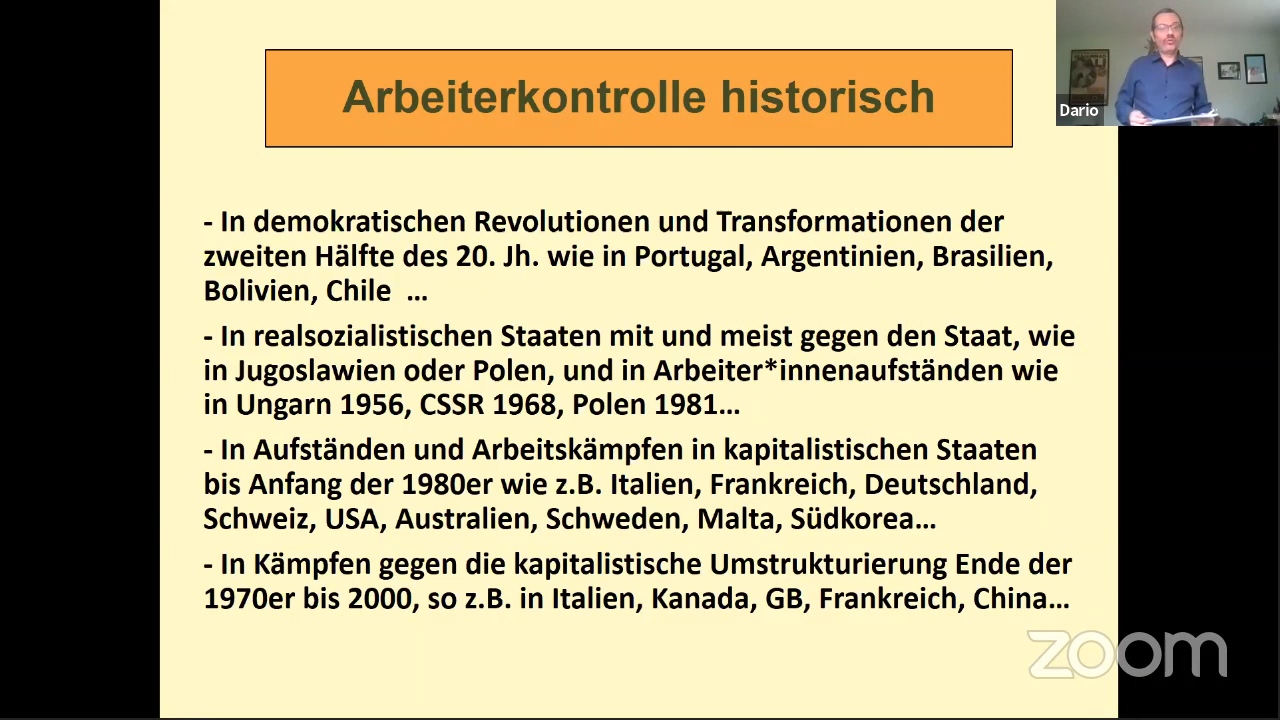 Arbeiterkontrolle historisch
Dario
- In demokratischen Revolutionen und Transformationen der
zweiten Hälfte des 20. Jh. wie in Portugal, Argentinien, Brasilien,
Bolivien, Chile ...
- In realsozialistischen Staaten mit und meist gegen den Staat, wie
in Jugoslawien oder Polen, und in Arbeiter*innenaufständen wie
in Ungarn 1956, CSSR 1968, Polen 1981...
- In Aufständen und Arbeitskämpfen in kapitalistischen Staaten
bis Anfang der 1980er wie z.B. Italien, Frankreich, Deutschland,
Schweiz, USA, Australien, Schweden, Malta, Südkorea...
- In Kämpfen gegen die kapitalistische Umstrukturierung Ende der
1970er bis 2000, so z.B. in Italien, Kanada, GB, Frankreich, China...
zoom